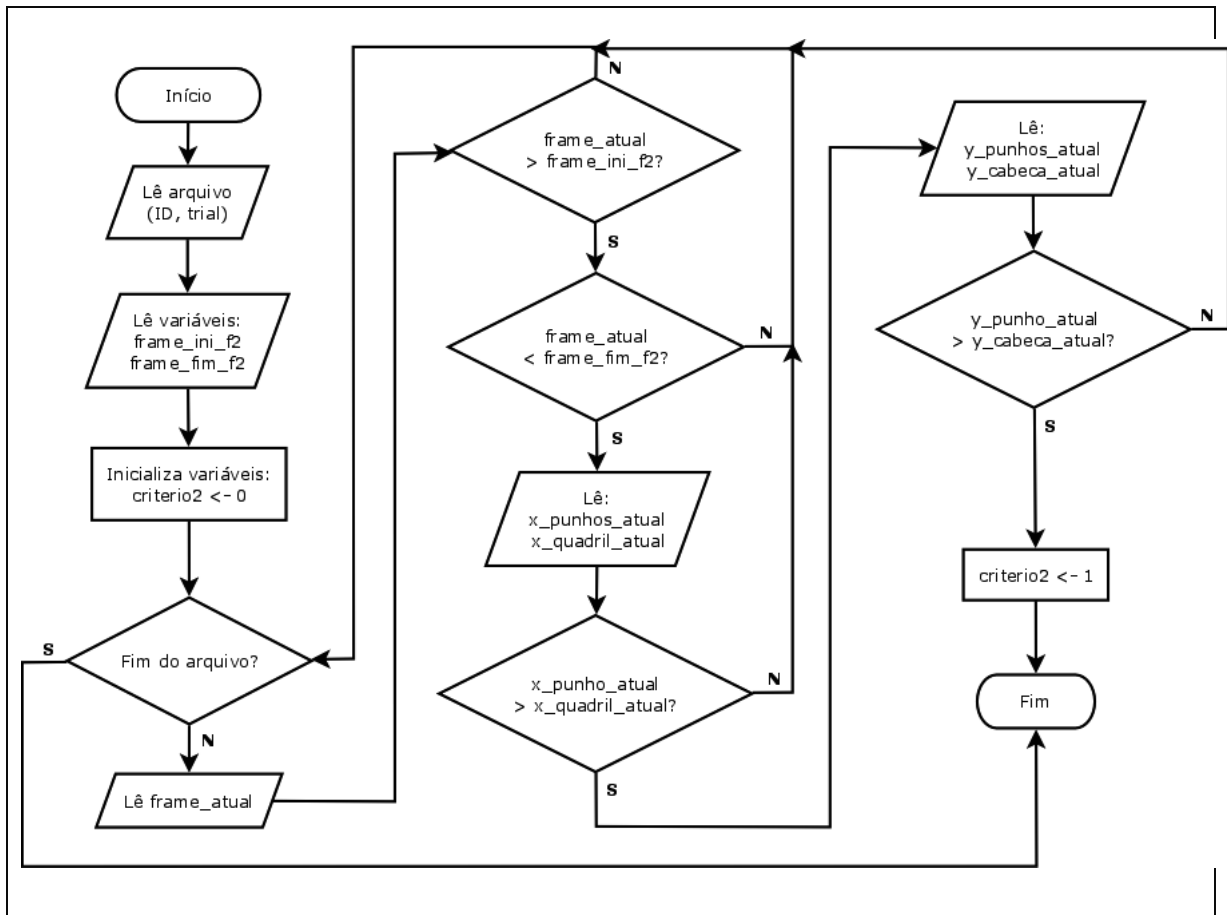 Início
Lê arquivo
(ID, trial)
Lê variáveis:
frame_ini_f2
frame_fim_f2
Inicializa variáveis:
criterio2 <- 0
Fim do arquivo?
S
N
Lê frame_atual
frame_atual
> frame_ini_f2?
N
S
frame_atual
< frame_fim_f2?
N
S
Lê:
x_punhos_atual
x_quadril_atual
x_punho_atual
> x_quadril_atual?
N
S
Lê:
y_punhos_atual
y_cabeca_atual
y_punho_atual
> y_cabeca_atual?
N
S
criterio2 <- 1
Fim